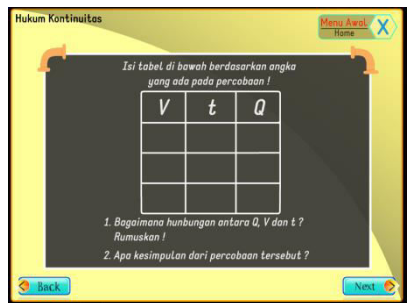 Hukum Kontinuitas
Menu Awal
Home
X
Isi tabel di bawah berdasarkan angka
yang ada pada percobaan !
V t Q
1. Bagaimana hunbungan antara Q, V dan t ?
Rumuskan !
2. Apa kesimpulan dari percobaan tersebut ?
Back
Next